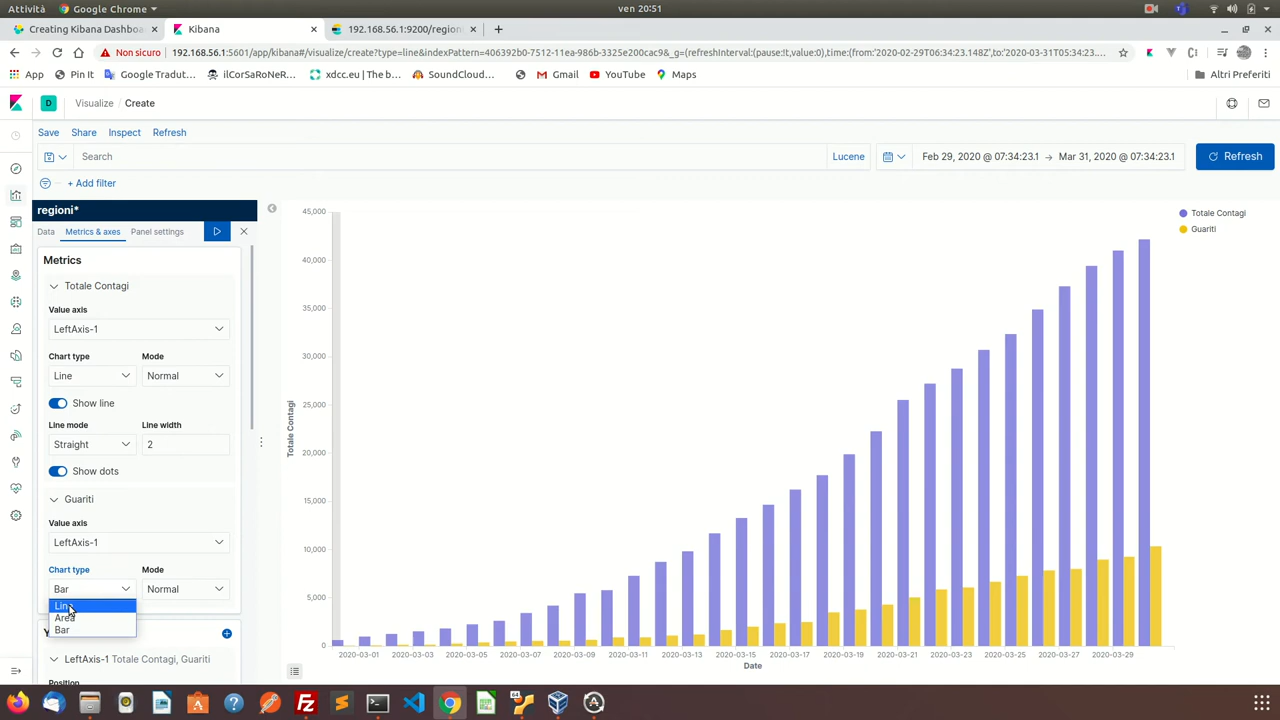 Attività
Google Chrome
ven 20:51
Creating Kibana Dashboa
Kibana
192.168.56.1:9200/region
Non sicuro
192.168.56.1:5601/app/kibana#/visualize/create?type=line&indexPattern=406392b0-7512-11ea-986b-3325e200cac9&_g=(refreshInterval:(pause:!t,value:0),time:(from:'2020-02-29T06:34:23.148Z',to:'2020-03-31T05:34:23....
App
Pin It
Google Tradut...
ilCorSaRoNeR...
xdcc.eu | The b...
SoundCloud...
Gmail
YouTube
Maps
Altri Preferiti
D
Visualize / Create
Save
Share
Inspect
Refresh
Search
Lucene
Feb 29, 2020 @ 07:34:23.1 → Mar 31, 2020 @ 07:34:23.1
Refresh
+ Add filter
regioni*
Data
Metrics & axes
Panel settings
Metrics
Totale Contagi
Value axis
LeftAxis-1
Chart type
Mode
Line
Normal
Show line
Line mode
Line width
Straight
2
Show dots
Guariti
Value axis
LeftAxis-1
Chart type
Mode
Bar
Normal
Line
Area
Bar
LeftAxis-1 Totale Contagi, Guariti
Position
45,000
40,000
35,000
30,000
25,000
20,000
15,000
10,000
5,000
0
Totale Contagi
2020-03-01
2020-03-03
2020-03-05
2020-03-07
2020-03-09
2020-03-11
2020-03-13
2020-03-15
2020-03-17
2020-03-19
2020-03-21
2020-03-23
2020-03-25
2020-03-27
2020-03-29
Date
Totale Contagi
Guariti